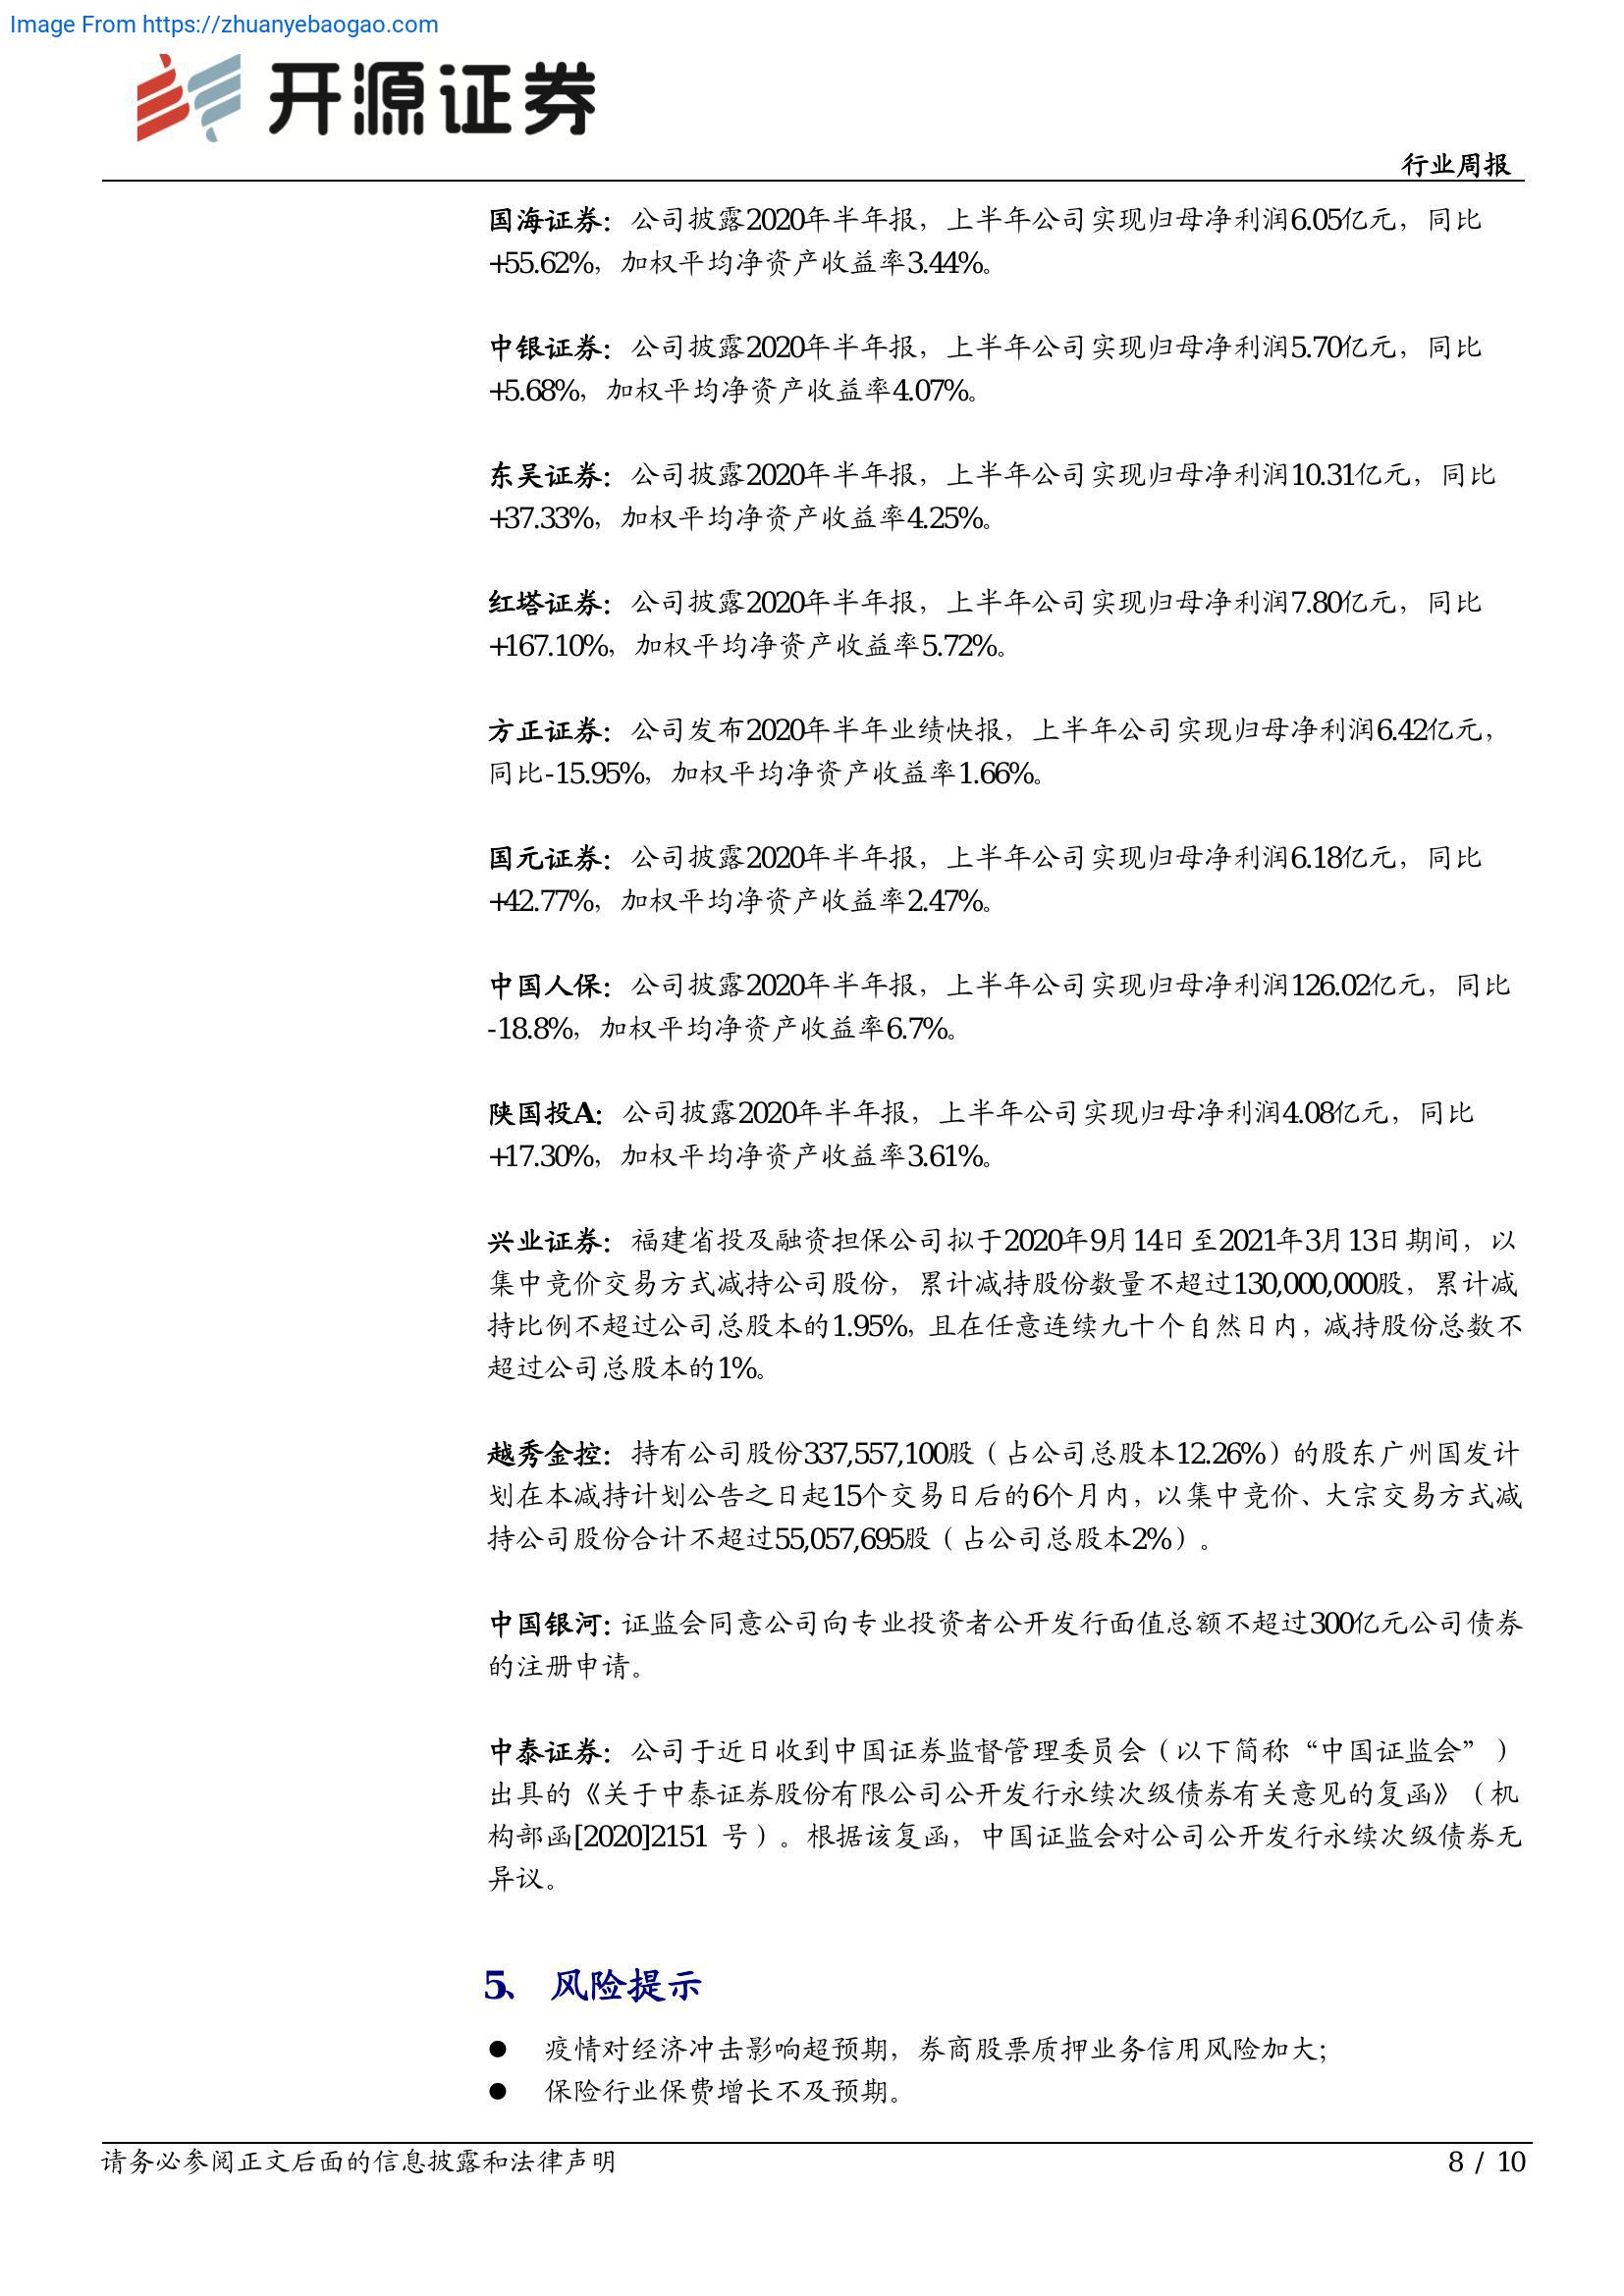 Image From https://zhuanyebaogao.com
开源证券
行业周报
国海证券：公司披露2020年半年报，上半年公司实现归母净利润6.05亿元，同比
+55.62%，加权平均净资产收益率3.44%。
中银证券：公司披露2020年半年报，上半年公司实现归母净利润5.70亿元，同比
+5.68%，加权平均净资产收益率4.07%。
东吴证券：公司披露2020年半年报，上半年公司实现归母净利润10.31亿元，同比
+37.33%，加权平均净资产收益率4.25%。
红塔证券：公司披露2020年半年报，上半年公司实现归母净利润7.80亿元，同比
+167.10%，加权平均净资产收益率5.72%。
方正证券：公司发布2020年半年业绩快报，上半年公司实现归母净利润6.42亿元，
同比-15.95%，加权平均净资产收益率1.66%。
国元证券：公司披露2020年半年报，上半年公司实现归母净利润6.18亿元，同比
+42.77%，加权平均净资产收益率2.47%。
中国人保：公司披露2020年半年报，上半年公司实现归母净利润126.02亿元，同比
-18.8%，加权平均净资产收益率6.7%。
陕国投A：公司披露2020年半年报，上半年公司实现归母净利润4.08亿元，同比
+17.30%，加权平均净资产收益率3.61%。
兴业证券：福建省投及融资担保公司拟于2020年9月14日至2021年3月13日期间，以
集中竞价交易方式减持公司股份，累计减持股份数量不超过130,000,000股，累计减
持比例不超过公司总股本的1.95%，且在任意连续九十个自然日内，减持股份总数不
超过公司总股本的1%。
越秀金控：持有公司股份337,557,100股（占公司总股本12.26%）的股东广州国发计
划在本减持计划公告之日起15个交易日后的6个月内，以集中竞价、大宗交易方式减
持公司股份合计不超过55,057,695股（占公司总股本2%）。
中国银河：证监会同意公司向专业投资者公开发行面值总额不超过300亿元公司债券
的注册申请。
中泰证券：公司于近日收到中国证券监督管理委员会（以下简称“中国证监会”）
出具的《关于中泰证券股份有限公司公开发行永续次级债券有关意见的复函》（机
构部函[2020]2151 号）。根据该复函，中国证监会对公司公开发行永续次级债券无
异议。
5、 风险提示
● 疫情对经济冲击影响超预期，券商股票质押业务信用风险加大；
● 保险行业保费增长不及预期。
请务必参阅正文后面的信息披露和法律声明
8 / 10